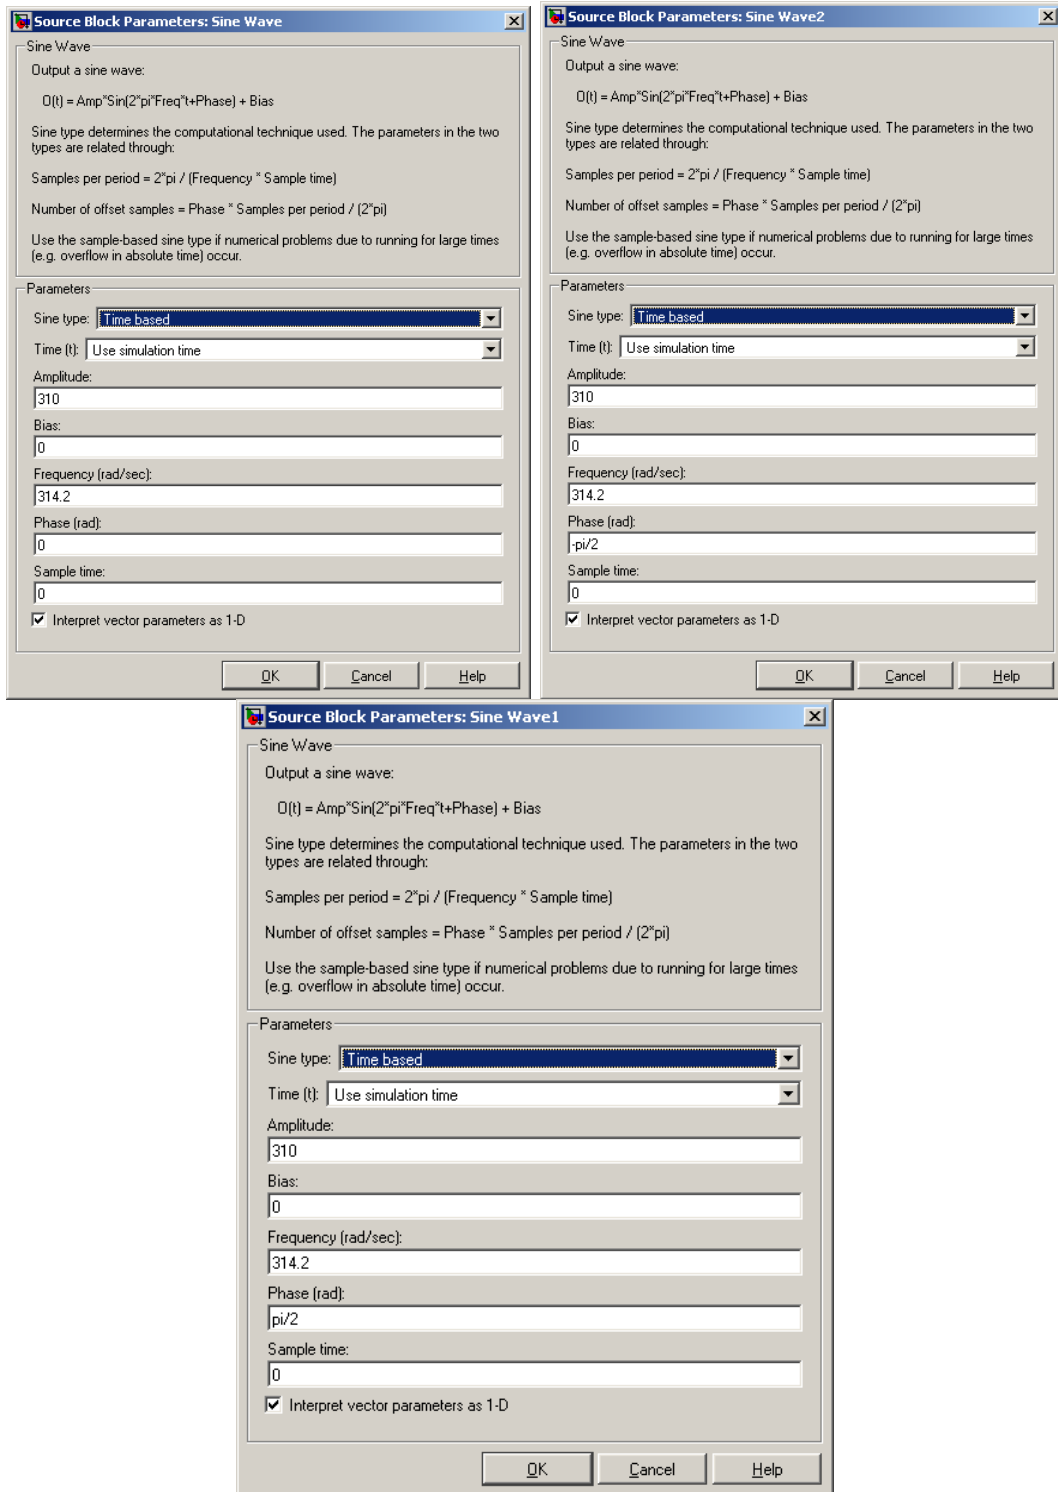 Source Block Parameters: Sine Wave
Sine Wave
Output a sine wave:
O(t) = Amp*Sin(2*pi*Freq*t+Phase) + Bias
Sine type determines the computational technique used. The parameters in the two
types are related through:
Samples per period = 2*pi / (Frequency * Sample time)
Number of offset samples = Phase * Samples per period / (2*pi)
Use the sample-based sine type if numerical problems due to running for large times
(e.g. overflow in absolute time) occur.
Parameters
Sine type: Time based
Time (t): Use simulation time
Amplitude:
310
Bias:
0
Frequency (rad/sec):
314.2
Phase (rad):
0
Sample time:
0
Interpret vector parameters as 1-D
OK Cancel Help
Source Block Parameters: Sine Wave2
Sine Wave
Output a sine wave:
O(t) = Amp*Sin(2*pi*Freq*t+Phase) + Bias
Sine type determines the computational technique used. The parameters in the two
types are related through:
Samples per period = 2*pi / (Frequency * Sample time)
Number of offset samples = Phase * Samples per period / (2*pi)
Use the sample-based sine type if numerical problems due to running for large times
(e.g. overflow in absolute time) occur.
Parameters
Sine type: Time based
Time (t): Use simulation time
Amplitude:
310
Bias:
0
Frequency (rad/sec):
314.2
Phase (rad):
-pi/2
Sample time:
0
Interpret vector parameters as 1-D
OK Cancel Help
Source Block Parameters: Sine Wave1
Sine Wave
Output a sine wave:
O(t) = Amp*Sin(2*pi*Freq*t+Phase) + Bias
Sine type determines the computational technique used. The parameters in the two
types are related through:
Samples per period = 2*pi / (Frequency * Sample time)
Number of offset samples = Phase * Samples per period / (2*pi)
Use the sample-based sine type if numerical problems due to running for large times
(e.g. overflow in absolute time) occur.
Parameters
Sine type: Time based
Time (t): Use simulation time
Amplitude:
310
Bias:
0
Frequency (rad/sec):
314.2
Phase (rad):
pi/2
Sample time:
0
Interpret vector parameters as 1-D
OK Cancel Help